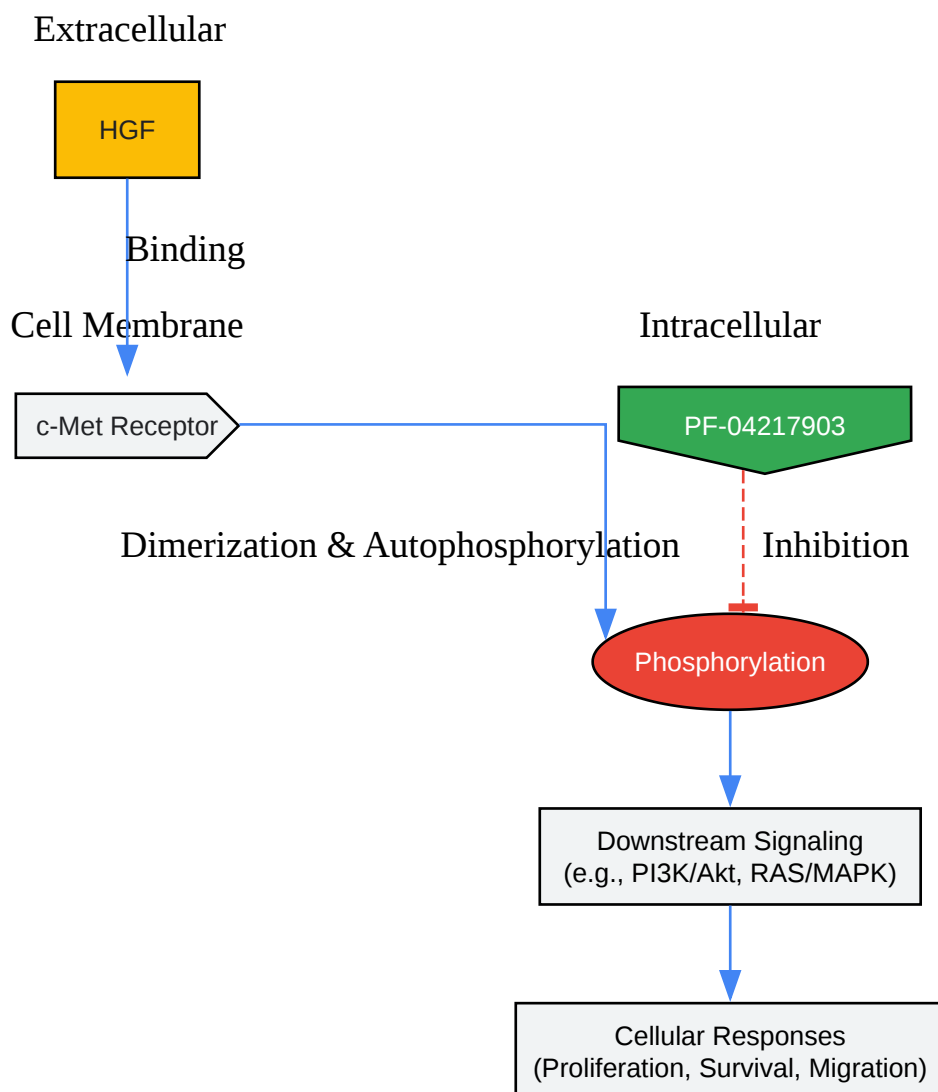 Extracellular
HGF
Binding
Cell Membrane
Intracellular
c-Met Receptor
PF-04217903
Dimerization & Autophosphorylation
Inhibition
Phosphorylation
Downstream Signaling
(e.g., PI3K/Akt, RAS/MAPK)
Cellular Responses
(Proliferation, Survival, Migration)